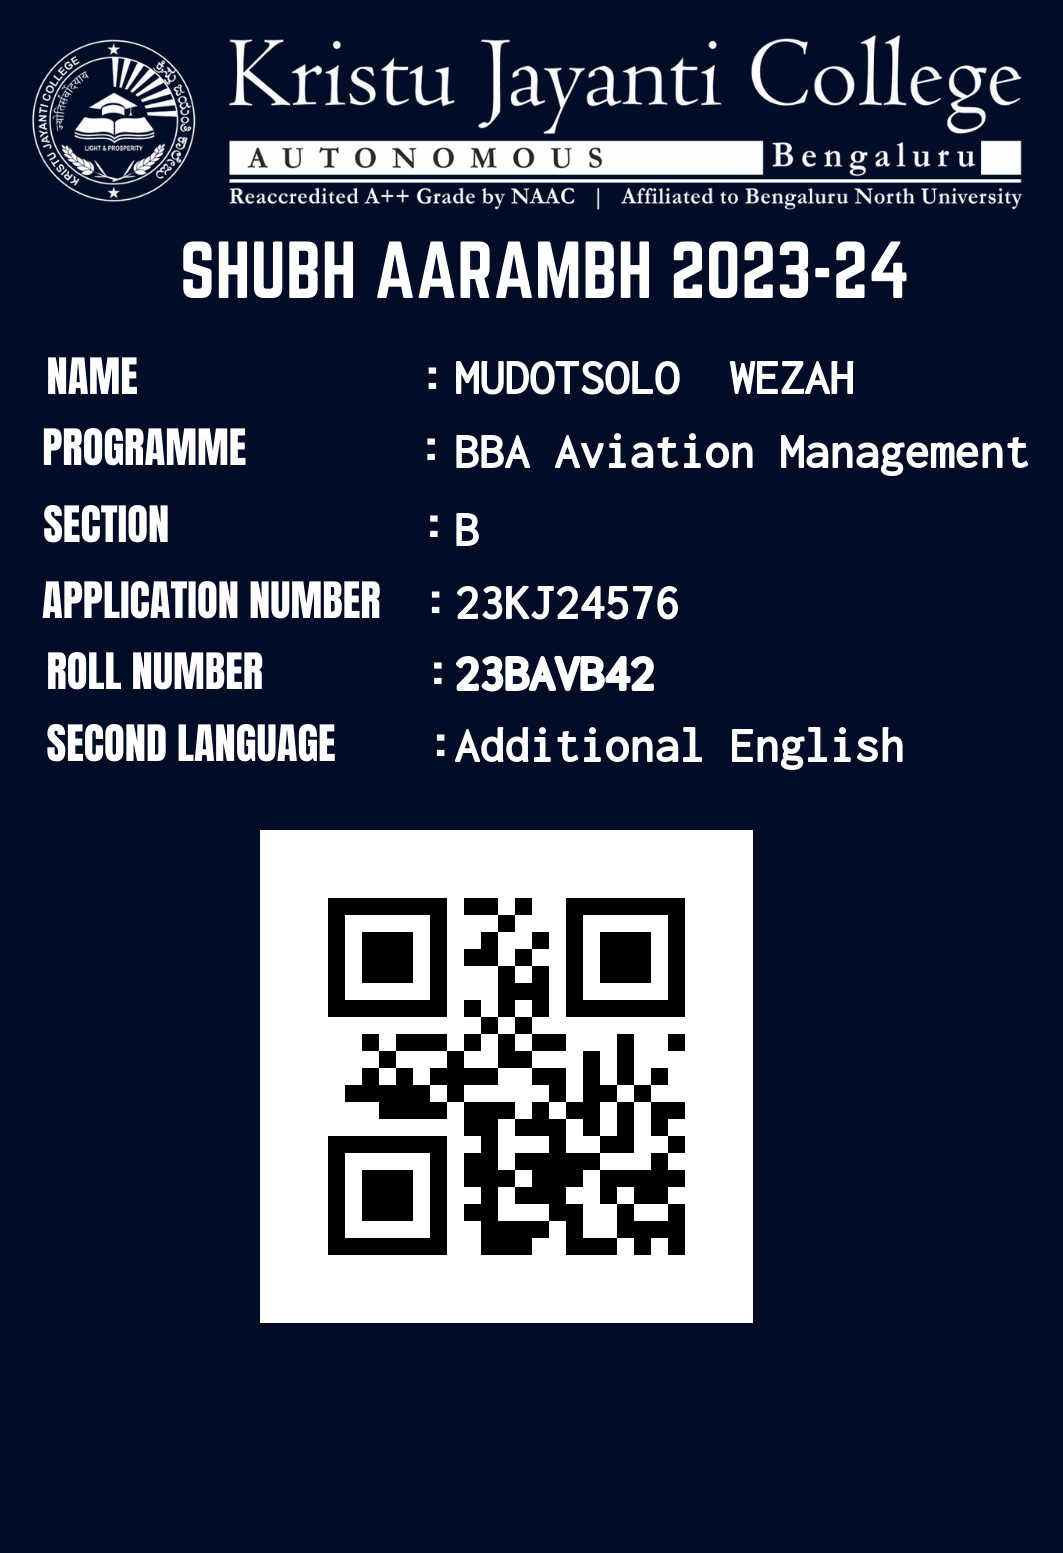 Kristu Jayanti College
AUTONOMOUS Bengaluru
Reaccredited A++ Grade by NAAC | Affiliated to Bengaluru North University
KRISTU JAYANTI COLLEGE
LIGHT & PROSPERITY
SHUBH AARAMBH 2023-24
NAME : MUDOTSOLO WEZAH
PROGRAMME : BBA Aviation Management
SECTION : B
APPLICATION NUMBER : 23KJ24576
ROLL NUMBER : 23BAVB42
SECOND LANGUAGE : Additional English